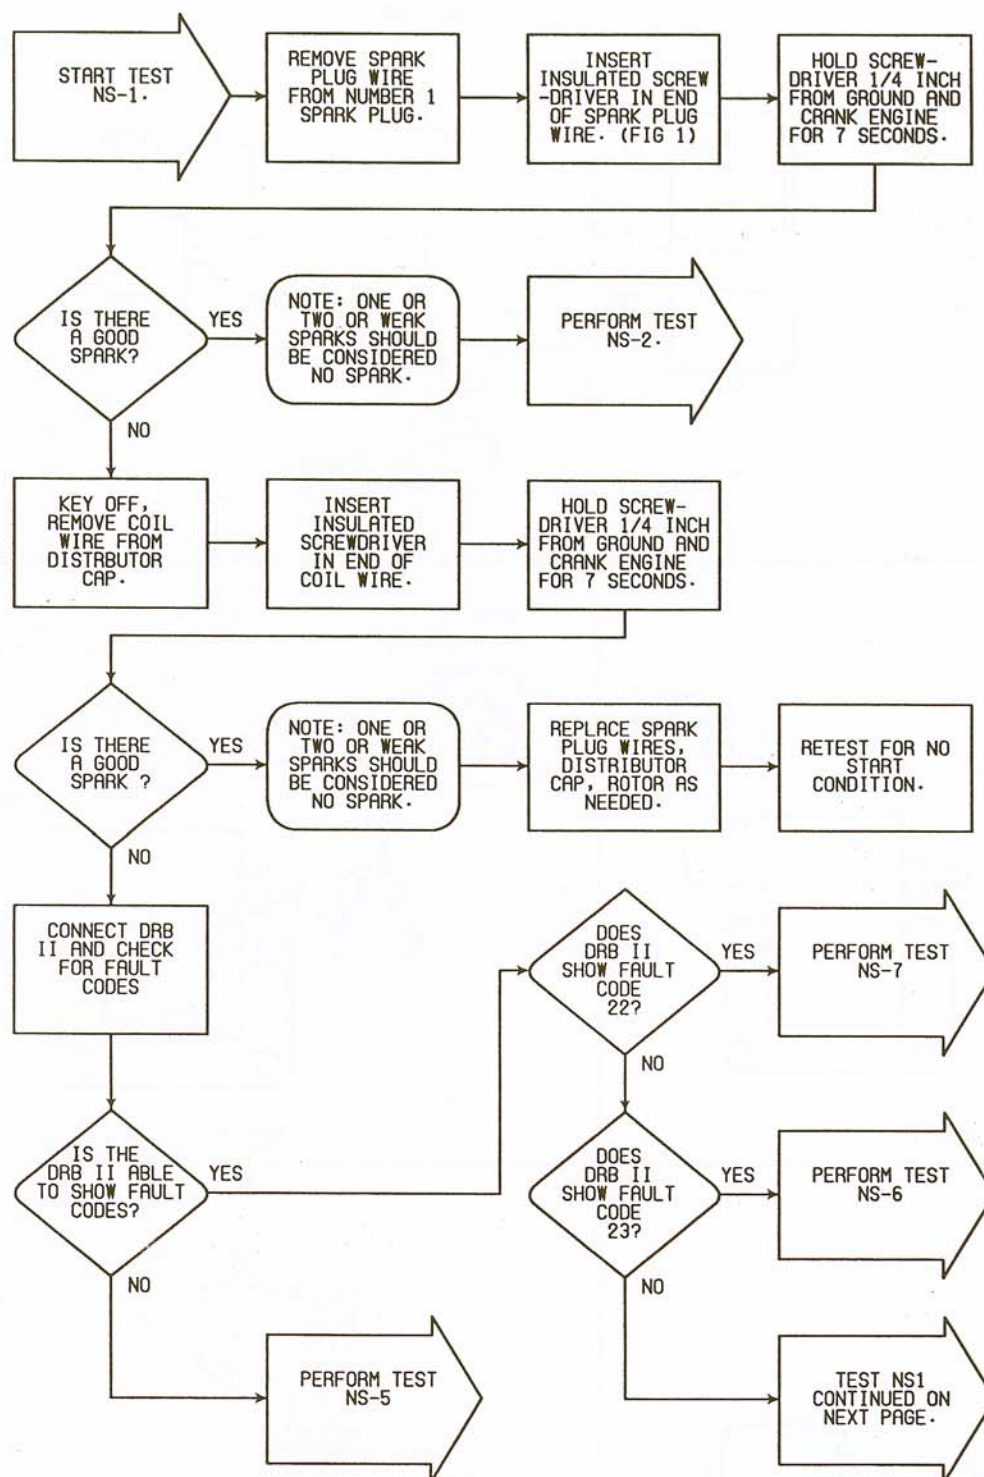 START TEST
NS-1.
REMOVE SPARK
PLUG WIRE
FROM NUMBER 1
SPARK PLUG.
INSERT
INSULATED SCREW
-DRIVER IN END
OF SPARK PLUG
WIRE. (FIG 1)
HOLD SCREW-
DRIVER 1/4 INCH
FROM GROUND AND
CRANK ENGINE
FOR 7 SECONDS.
IS THERE
A GOOD
SPARK?
YES
NOTE: ONE OR
TWO OR WEAK
SPARKS SHOULD
BE CONSIDERED
NO SPARK.
PERFORM TEST
NS-2.
NO
KEY OFF,
REMOVE COIL
WIRE FROM
DISTRBUTOR
CAP.
INSERT
INSULATED
SCREWDRIVER
IN END OF
COIL WIRE.
HOLD SCREW-
DRIVER 1/4 INCH
FROM GROUND AND
CRANK ENGINE
FOR 7 SECONDS.
IS THERE
A GOOD
SPARK ?
YES
NOTE: ONE OR
TWO OR WEAK
SPARKS SHOULD
BE CONSIDERED
NO SPARK.
REPLACE SPARK
PLUG WIRES,
DISTRIBUTOR
CAP, ROTOR AS
NEEDED.
RETEST FOR NO
START
CONDITION.
NO
CONNECT DRB
II AND CHECK
FOR FAULT
CODES
DOES
DRB II
SHOW FAULT
CODE
22?
YES
PERFORM TEST
NS-7
NO
IS THE
DRB II ABLE
TO SHOW FAULT
CODES?
YES
DOES
DRB II
SHOW FAULT
CODE
23?
YES
PERFORM TEST
NS-6
NO
NO
PERFORM TEST
NS-5
TEST NS1
CONTINUED ON
NEXT PAGE.